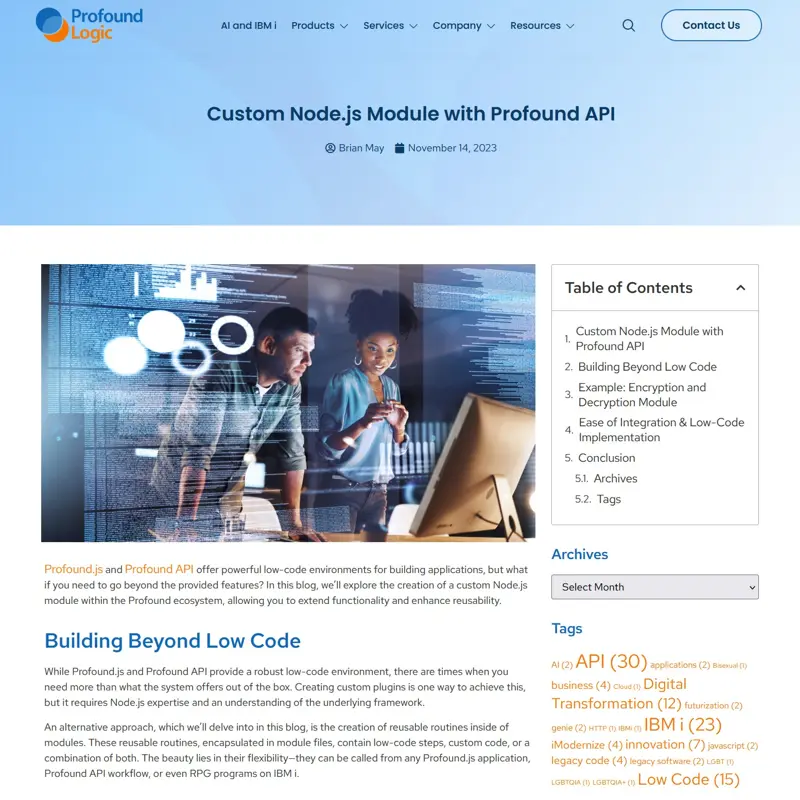 Profound
Logic
AI and IBM i
Products
Services
Company
Resources
Contact Us
Custom Node.js Module with Profound API
Brian May
November 14, 2023
Profound.js and Profound API offer powerful low-code environments for building applications, but what
if you need to go beyond the provided features? In this blog, we'll explore the creation of a custom Node.js
module within the Profound ecosystem, allowing you to extend functionality and enhance reusability.
Building Beyond Low Code
While Profound.js and Profound API provide a robust low-code environment, there are times when you
need more than what the system offers out of the box. Creating custom plugins is one way to achieve this,
but it requires Node.js expertise and an understanding of the underlying framework.
An alternative approach, which we'll delve into in this blog, is the creation of reusable routines inside of
modules. These reusable routines, encapsulated in module files, contain low-code steps, custom code, or a
combination of both. The beauty lies in their flexibility—they can be called from any Profound.js application,
Profound API workflow, or even RPG programs on IBM i.
Table of Contents
1. Custom Node.js Module with
Profound API
2. Building Beyond Low Code
3. Example: Encryption and
Decryption Module
4. Ease of Integration & Low-Code
Implementation
5. Conclusion
5.1. Archives
5.2. Tags
Archives
Select Month
Tags
AI (2) API (30) applications (2) Bisexual (1)
business (4) Cloud (1) Digital
Transformation (12) futurization (2)
genie (2) HTTP (1) IBMi (1) IBM i (23)
iModernize (4) innovation (7) javascript (2)
legacy code (4) legacy software (2) LGBT (1)
LGBTQIA (1) LGBTQIA+ (1) Low Code (15)